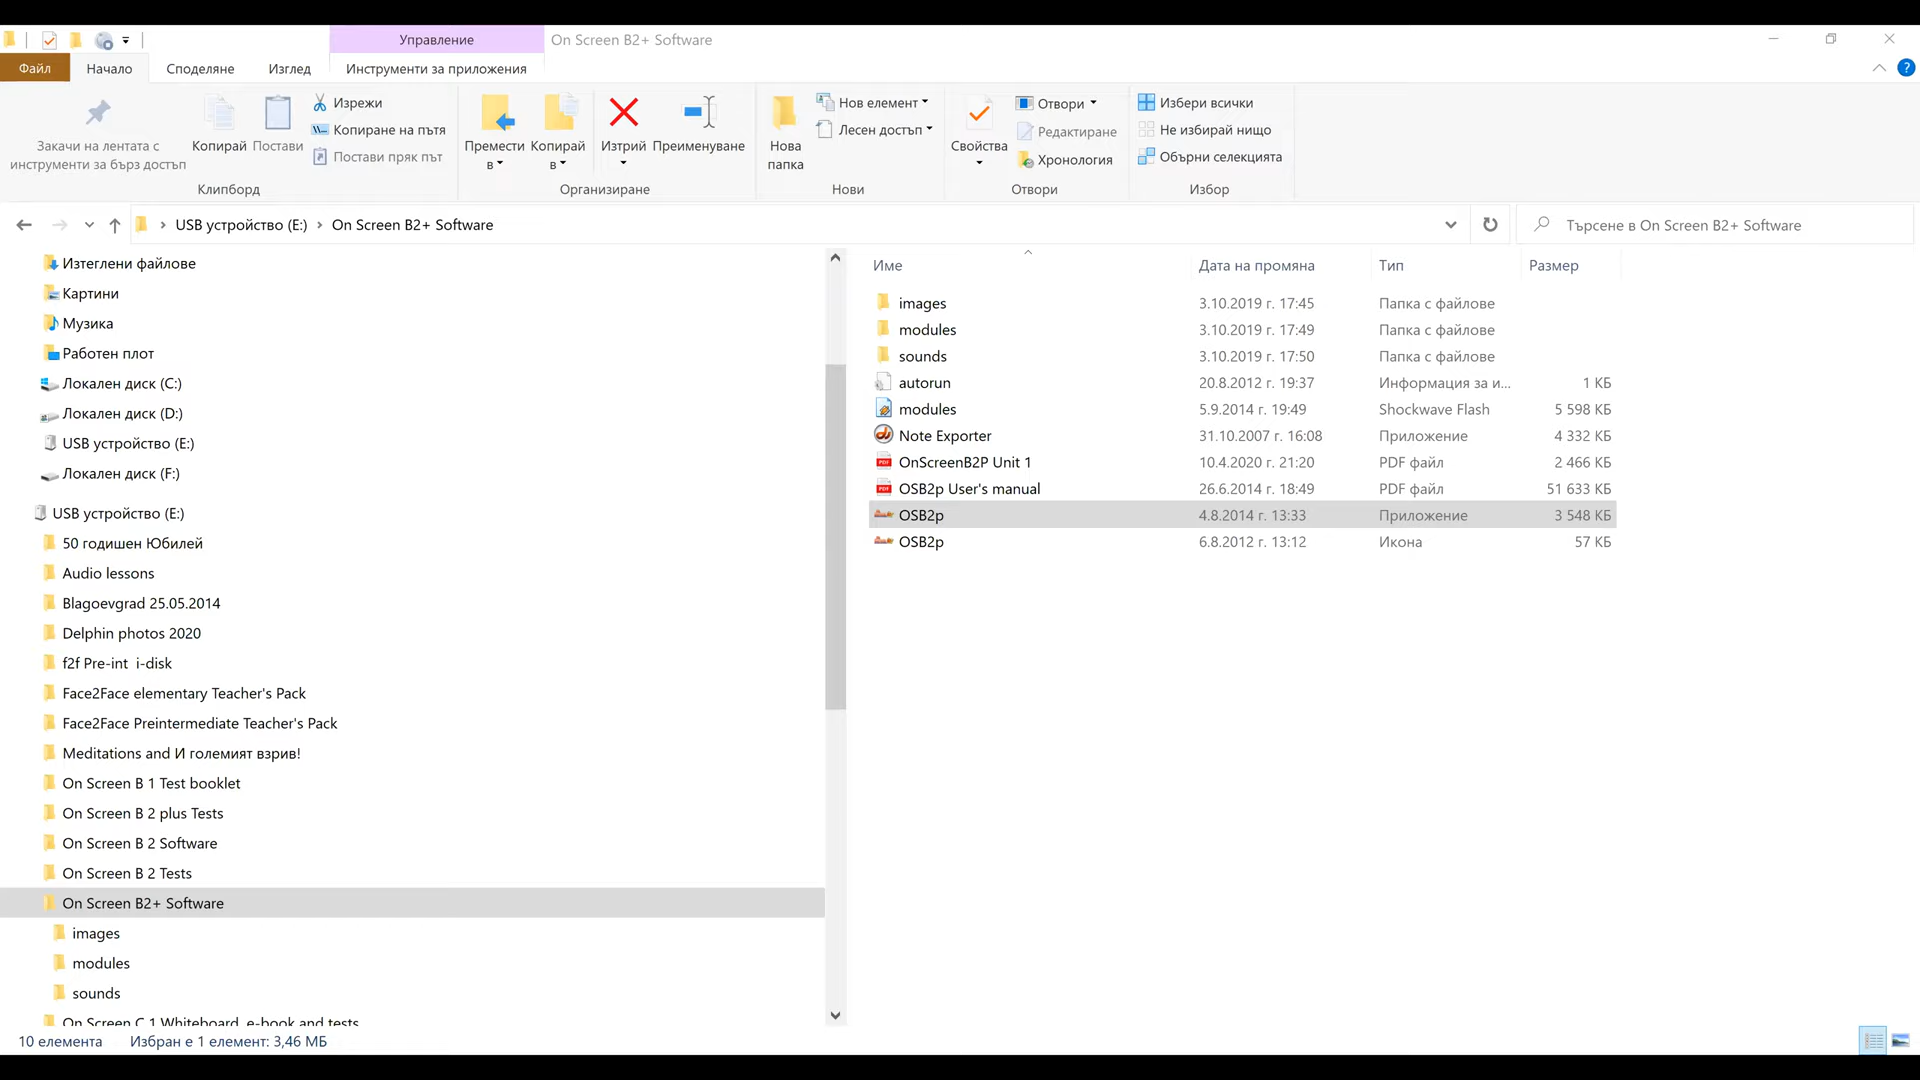 Управление
On Screen B2+ Software
Файл
Начало
Споделяне
Изглед
Инструменти за приложения
?
Закачи на лентата с
инструменти за бърз достъп
Копирай
Постави
Изрежи
Копиране на пътя
Постави пряк път
Клипборд
Премести
в
Копирай
в
Изтрий
Преименуване
Организиране
Нова
папка
Нов елемент
Лесен достъп
Нови
Свойства
Отвори
Редактиране
Хронология
Отвори
Избери всички
Не избирай нищо
Обърни селекцията
Избор
USB устройство (E:)
On Screen B2+ Software
Търсене в On Screen B2+ Software
Изтеглени файлове
Картини
Музика
Работен плот
Локален диск (C:)
Локален диск (D:)
USB устройство (E:)
Локален диск (F:)
USB устройство (E:)
50 годишен Юбилей
Audio lessons
Blagoevgrad 25.05.2014
Delphin photos 2020
f2f Pre-int i-disk
Face2Face elementary Teacher's Pack
Face2Face Preintermediate Teacher's Pack
Meditations and И големият взрив!
On Screen B 1 Test booklet
On Screen B 2 plus Tests
On Screen B 2 Software
On Screen B 2 Tests
On Screen B2+ Software
images
modules
sounds
On Screen C 1 Whiteboard, e-book and tests
Име Дата на промяна Тип Размер
images 3.10.2019 г. 17:45 Папка с файлове
modules 3.10.2019 г. 17:49 Папка с файлове
sounds 3.10.2019 г. 17:50 Папка с файлове
autorun 20.8.2012 г. 19:37 Информация за и... 1 КБ
modules 5.9.2014 г. 19:49 Shockwave Flash 5 598 КБ
Note Exporter 31.10.2007 г. 16:08 Приложение 4 332 КБ
OnScreenB2P Unit 1 10.4.2020 г. 21:20 PDF файл 2 466 КБ
OSB2p User's manual 26.6.2014 г. 18:49 PDF файл 51 633 КБ
OSB2p 4.8.2014 г. 13:33 Приложение 3 548 КБ
OSB2p 6.8.2012 г. 13:12 Икона 57 КБ
10 елемента Избран е 1 елемент: 3,46 МБ